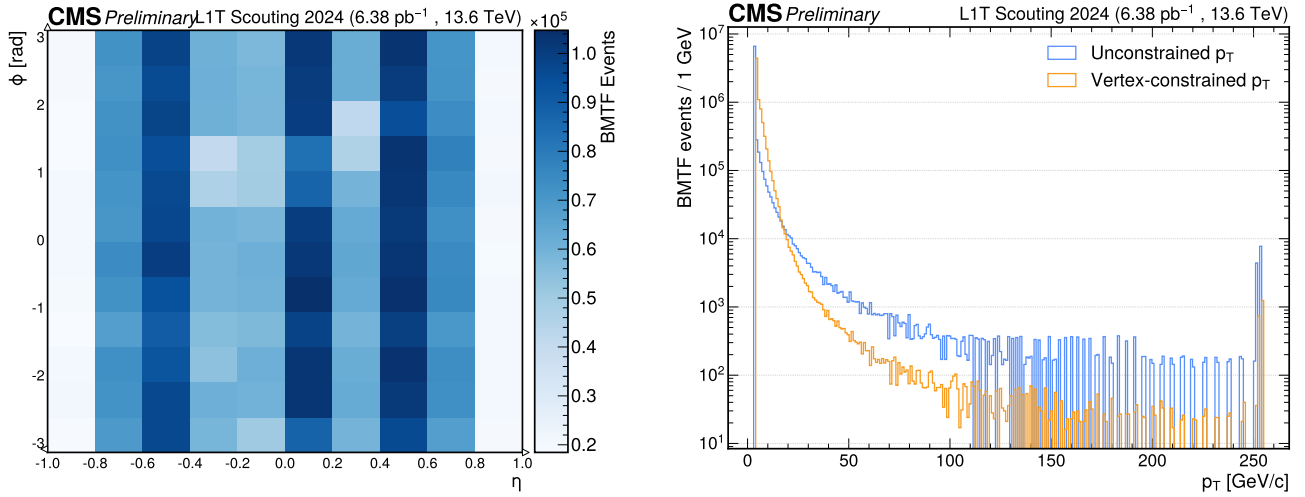 CMS Preliminary L1T Scouting 2024 (6.38 pb⁻¹ , 13.6 TeV)
×10⁵
ϕ [rad]
3
2
1
0
-1
-2
-3
-1.0 -0.8 -0.6 -0.4 -0.2 0.0 0.2 0.4 0.6 0.8 1.0
η
1.0
0.9
0.8
0.7
0.6
0.5
0.4
0.3
0.2
BMTF Events
CMS Preliminary L1T Scouting 2024 (6.38 pb⁻¹ , 13.6 TeV)
BMTF events / 1 GeV
10⁷
10⁶
10⁵
10⁴
10³
10²
10¹
Unconstrained p_T
Vertex-constrained p_T
0 50 100 150 200 250
p_T [GeV/c]